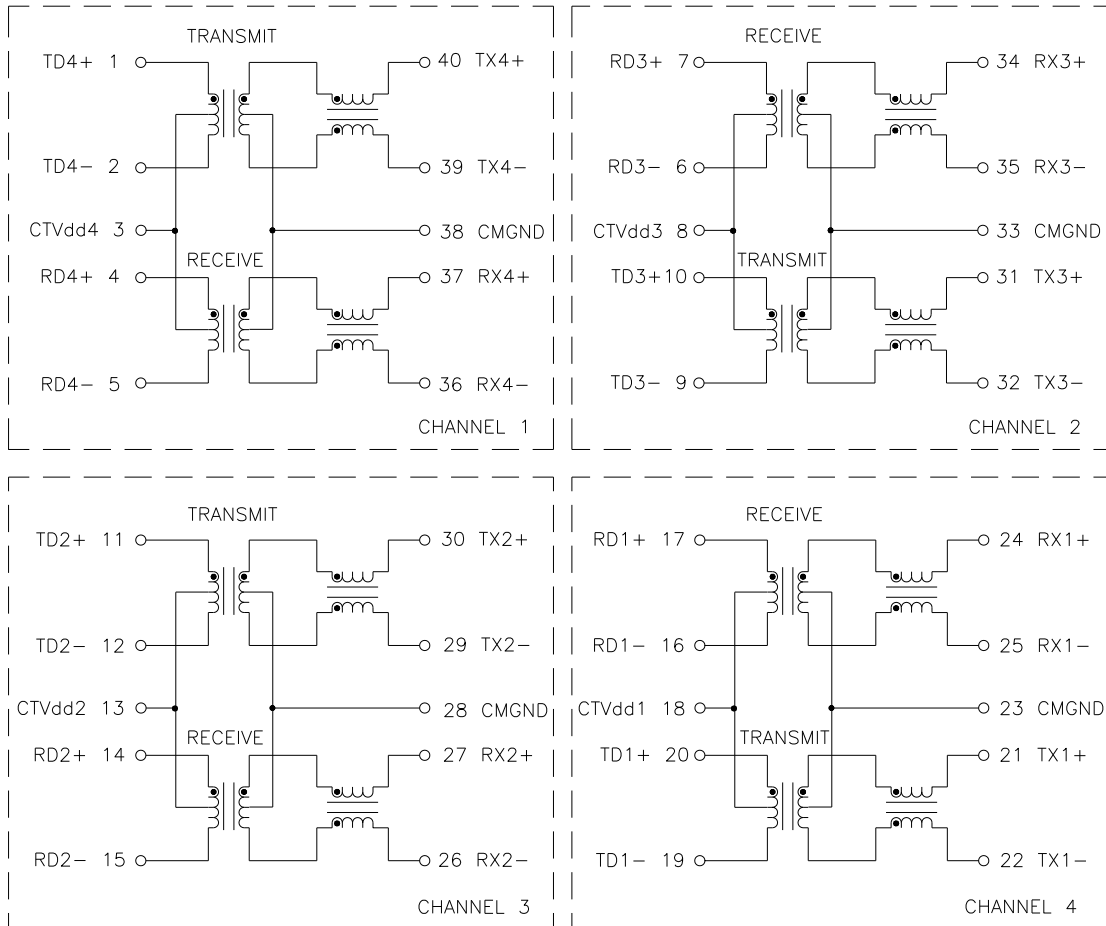 TRANSMIT
TD4+ 1
40 TX4+
TD4- 2
39 TX4-
CTVdd4 3
38 CMGND
RECEIVE
RD4+ 4
37 RX4+
RD4- 5
36 RX4-
CHANNEL 1
RECEIVE
RD3+ 7
34 RX3+
RD3- 6
35 RX3-
CTVdd3 8
33 CMGND
TRANSMIT
TD3+ 10
31 TX3+
TD3- 9
32 TX3-
CHANNEL 2
TRANSMIT
TD2+ 11
30 TX2+
TD2- 12
29 TX2-
CTVdd2 13
28 CMGND
RECEIVE
RD2+ 14
27 RX2+
RD2- 15
26 RX2-
CHANNEL 3
RECEIVE
RD1+ 17
24 RX1+
RD1- 16
25 RX1-
CTVdd1 18
23 CMGND
TRANSMIT
TD1+ 20
21 TX1+
TD1- 19
22 TX1-
CHANNEL 4